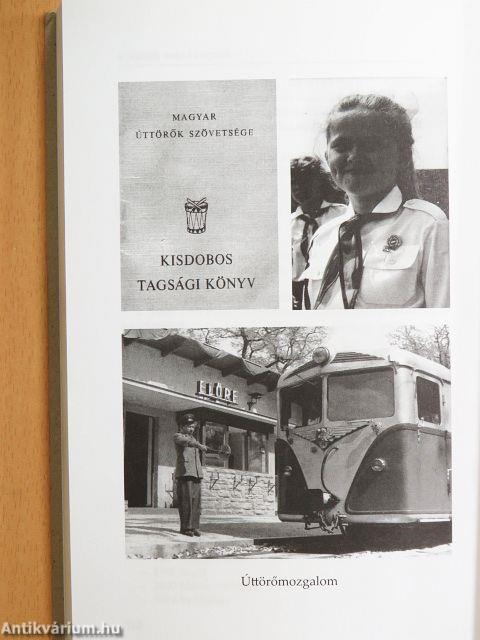 MAGYAR
ÚTTÖRŐK SZÖVETSÉGE
KISDOBOS
TAGSÁGI KÖNYV
ELŐRE
Úttörőmozgalom
Antikvárium.hu